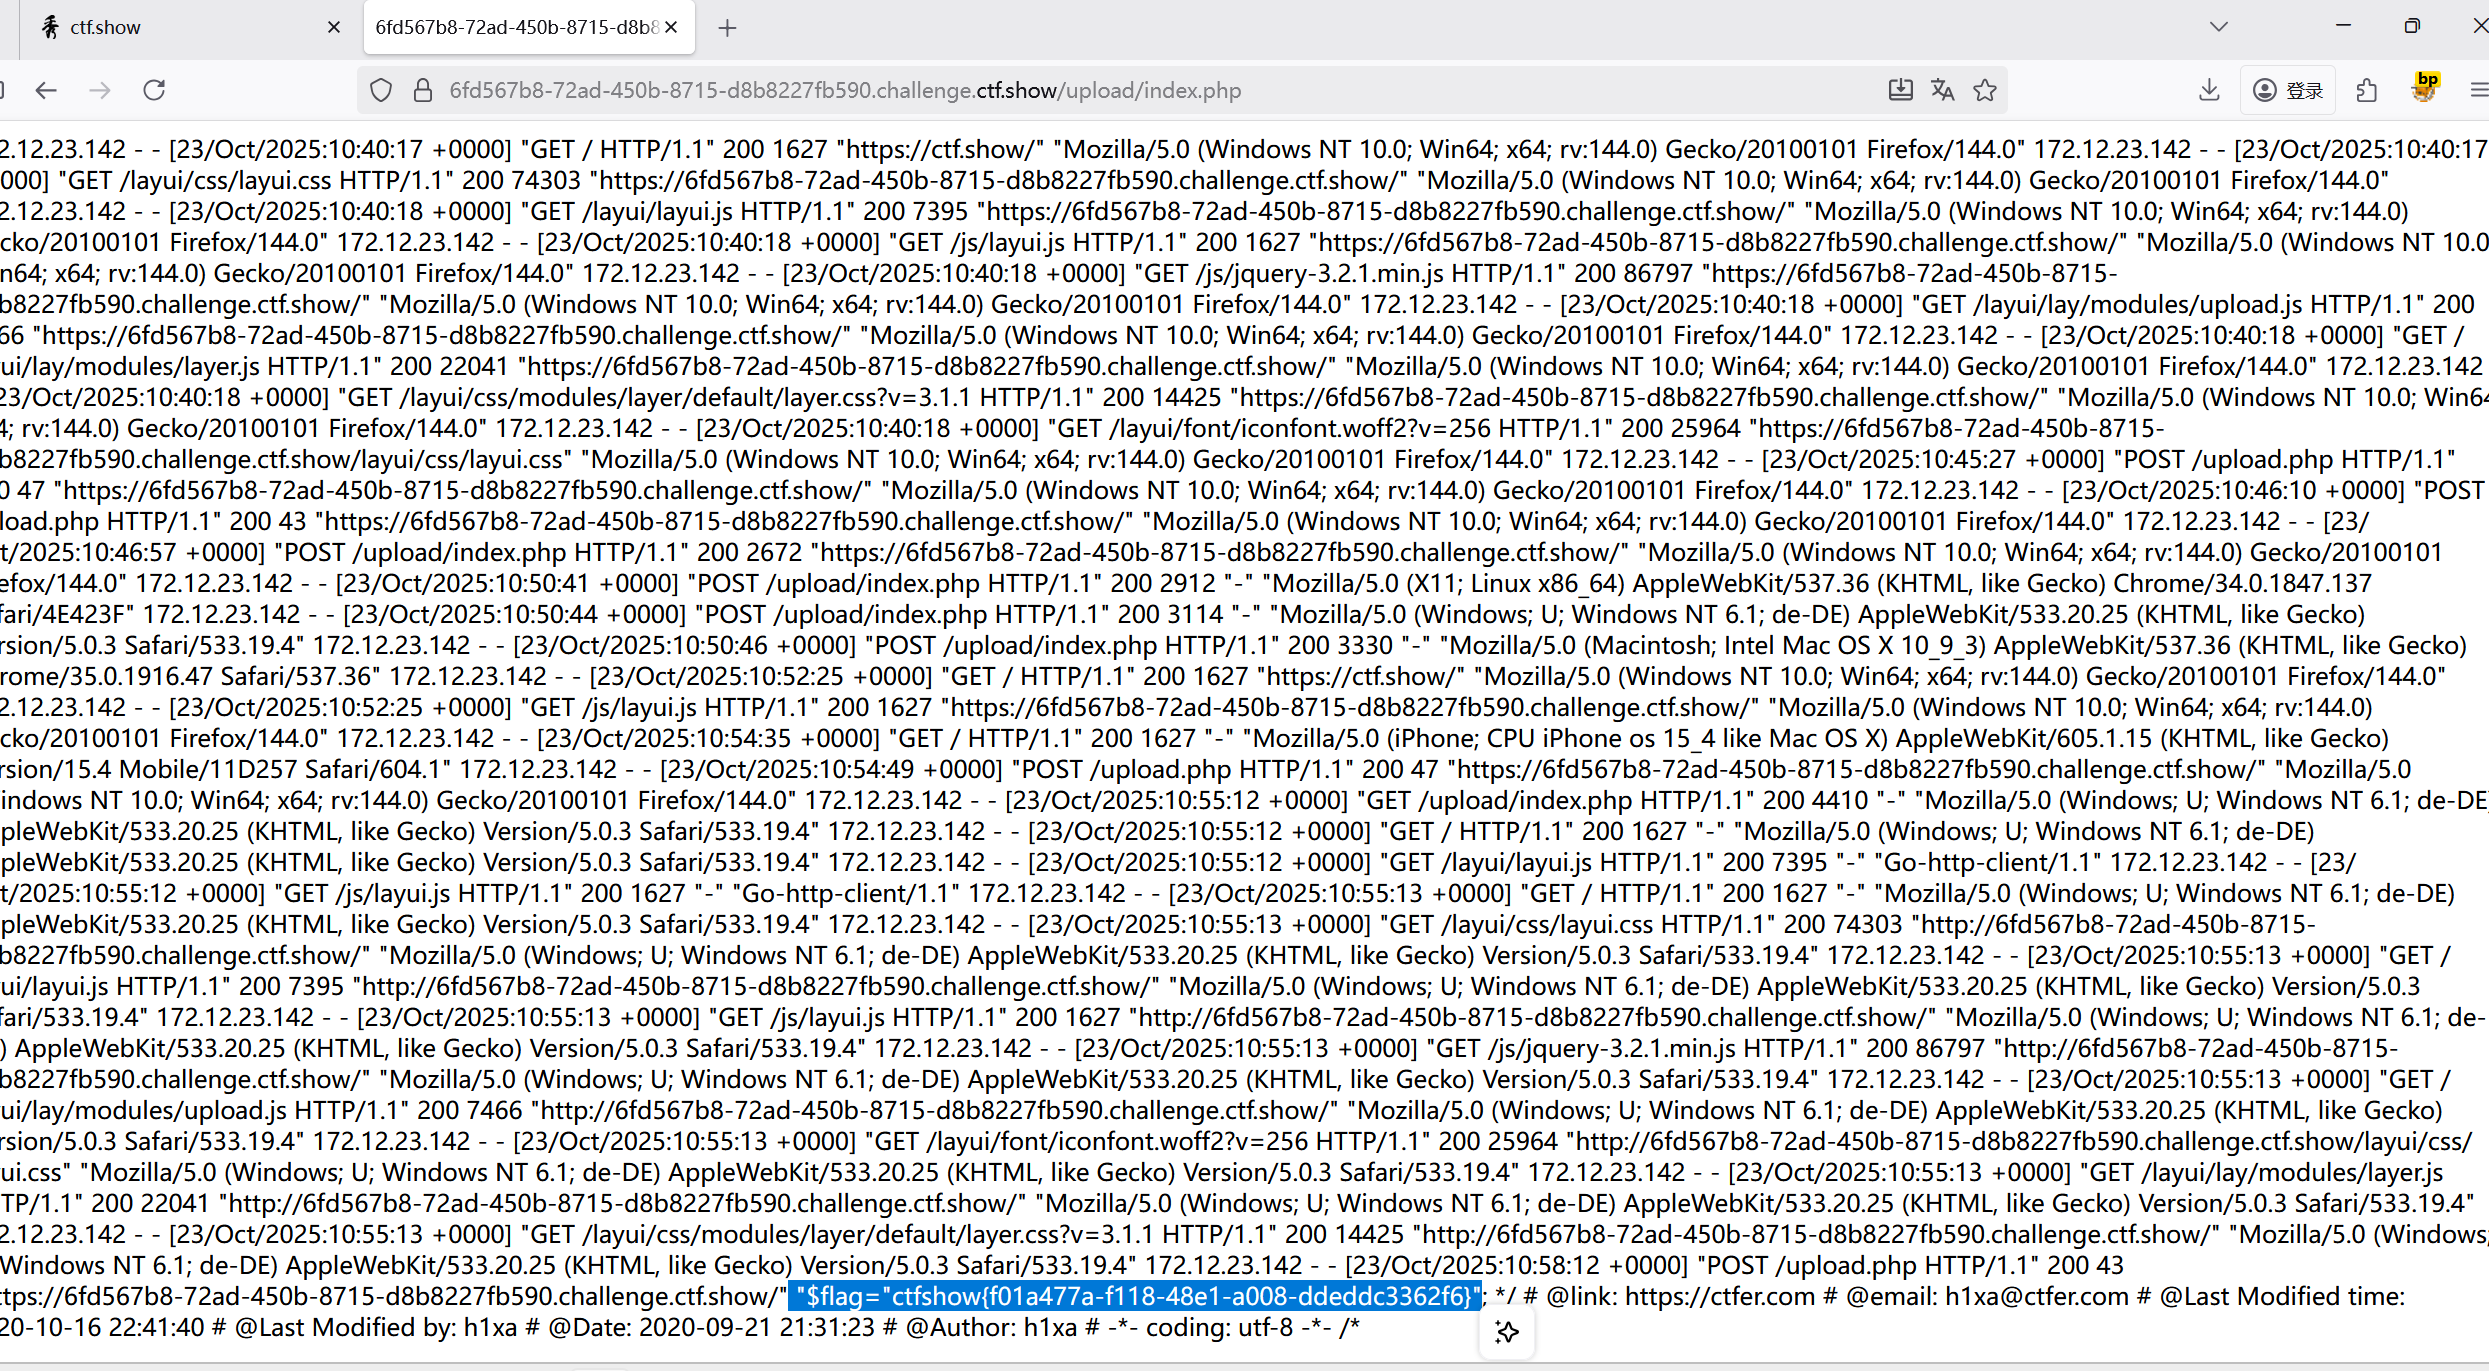 ctf.show
6fd567b8-72ad-450b-8715-d8b8
6fd567b8-72ad-450b-8715-d8b8227fb590.challenge.ctf.show/upload/index.php
登录
bp
2.12.23.142 - - [23/Oct/2025:10:40:17 +0000] "GET / HTTP/1.1" 200 1627 "https://ctf.show/" "Mozilla/5.0 (Windows NT 10.0; Win64; x64; rv:144.0) Gecko/20100101 Firefox/144.0" 172.12.23.142 - - [23/Oct/2025:10:40:17
000] "GET /layui/css/layui.css HTTP/1.1" 200 74303 "https://6fd567b8-72ad-450b-8715-d8b8227fb590.challenge.ctf.show/" "Mozilla/5.0 (Windows NT 10.0; Win64; x64; rv:144.0) Gecko/20100101 Firefox/144.0"
2.12.23.142 - - [23/Oct/2025:10:40:18 +0000] "GET /layui/layui.js HTTP/1.1" 200 7395 "https://6fd567b8-72ad-450b-8715-d8b8227fb590.challenge.ctf.show/" "Mozilla/5.0 (Windows NT 10.0; Win64; x64; rv:144.0)
cko/20100101 Firefox/144.0" 172.12.23.142 - - [23/Oct/2025:10:40:18 +0000] "GET /js/layui.js HTTP/1.1" 200 1627 "https://6fd567b8-72ad-450b-8715-d8b8227fb590.challenge.ctf.show/" "Mozilla/5.0 (Windows NT 10.0
n64; x64; rv:144.0) Gecko/20100101 Firefox/144.0" 172.12.23.142 - - [23/Oct/2025:10:40:18 +0000] "GET /js/jquery-3.2.1.min.js HTTP/1.1" 200 86797 "https://6fd567b8-72ad-450b-8715-
b8227fb590.challenge.ctf.show/" "Mozilla/5.0 (Windows NT 10.0; Win64; x64; rv:144.0) Gecko/20100101 Firefox/144.0" 172.12.23.142 - - [23/Oct/2025:10:40:18 +0000] "GET /layui/lay/modules/upload.js HTTP/1.1" 200
66 "https://6fd567b8-72ad-450b-8715-d8b8227fb590.challenge.ctf.show/" "Mozilla/5.0 (Windows NT 10.0; Win64; x64; rv:144.0) Gecko/20100101 Firefox/144.0" 172.12.23.142 - - [23/Oct/2025:10:40:18 +0000] "GET /
ui/lay/modules/layer.js HTTP/1.1" 200 22041 "https://6fd567b8-72ad-450b-8715-d8b8227fb590.challenge.ctf.show/" "Mozilla/5.0 (Windows NT 10.0; Win64; x64; rv:144.0) Gecko/20100101 Firefox/144.0" 172.12.23.142
23/Oct/2025:10:40:18 +0000] "GET /layui/css/modules/layer/default/layer.css?v=3.1.1 HTTP/1.1" 200 14425 "https://6fd567b8-72ad-450b-8715-d8b8227fb590.challenge.ctf.show/" "Mozilla/5.0 (Windows NT 10.0; Win64
4; rv:144.0) Gecko/20100101 Firefox/144.0" 172.12.23.142 - - [23/Oct/2025:10:40:18 +0000] "GET /layui/font/iconfont.woff2?v=256 HTTP/1.1" 200 25964 "https://6fd567b8-72ad-450b-8715-
b8227fb590.challenge.ctf.show/layui/css/layui.css" "Mozilla/5.0 (Windows NT 10.0; Win64; x64; rv:144.0) Gecko/20100101 Firefox/144.0" 172.12.23.142 - - [23/Oct/2025:10:45:27 +0000] "POST /upload.php HTTP/1.1"
0 47 "https://6fd567b8-72ad-450b-8715-d8b8227fb590.challenge.ctf.show/" "Mozilla/5.0 (Windows NT 10.0; Win64; x64; rv:144.0) Gecko/20100101 Firefox/144.0" 172.12.23.142 - - [23/Oct/2025:10:46:10 +0000] "POST
load.php HTTP/1.1" 200 43 "https://6fd567b8-72ad-450b-8715-d8b8227fb590.challenge.ctf.show/" "Mozilla/5.0 (Windows NT 10.0; Win64; x64; rv:144.0) Gecko/20100101 Firefox/144.0" 172.12.23.142 - - [23/
t/2025:10:46:57 +0000] "POST /upload/index.php HTTP/1.1" 200 2672 "https://6fd567b8-72ad-450b-8715-d8b8227fb590.challenge.ctf.show/" "Mozilla/5.0 (Windows NT 10.0; Win64; x64; rv:144.0) Gecko/20100101
efox/144.0" 172.12.23.142 - - [23/Oct/2025:10:50:41 +0000] "POST /upload/index.php HTTP/1.1" 200 2912 "-" "Mozilla/5.0 (X11; Linux x86_64) AppleWebKit/537.36 (KHTML, like Gecko) Chrome/34.0.1847.137
fari/4E423F" 172.12.23.142 - - [23/Oct/2025:10:50:44 +0000] "POST /upload/index.php HTTP/1.1" 200 3114 "-" "Mozilla/5.0 (Windows; U; Windows NT 6.1; de-DE) AppleWebKit/533.20.25 (KHTML, like Gecko)
rsion/5.0.3 Safari/533.19.4" 172.12.23.142 - - [23/Oct/2025:10:50:46 +0000] "POST /upload/index.php HTTP/1.1" 200 3330 "-" "Mozilla/5.0 (Macintosh; Intel Mac OS X 10_9_3) AppleWebKit/537.36 (KHTML, like Gecko)
rome/35.0.1916.47 Safari/537.36" 172.12.23.142 - - [23/Oct/2025:10:52:25 +0000] "GET / HTTP/1.1" 200 1627 "https://ctf.show/" "Mozilla/5.0 (Windows NT 10.0; Win64; x64; rv:144.0) Gecko/20100101 Firefox/144.0"
2.12.23.142 - - [23/Oct/2025:10:52:25 +0000] "GET /js/layui.js HTTP/1.1" 200 1627 "https://6fd567b8-72ad-450b-8715-d8b8227fb590.challenge.ctf.show/" "Mozilla/5.0 (Windows NT 10.0; Win64; x64; rv:144.0)
cko/20100101 Firefox/144.0" 172.12.23.142 - - [23/Oct/2025:10:54:35 +0000] "GET / HTTP/1.1" 200 1627 "-" "Mozilla/5.0 (iPhone; CPU iPhone os 15_4 like Mac OS X) AppleWebKit/605.1.15 (KHTML, like Gecko)
rsion/15.4 Mobile/11D257 Safari/604.1" 172.12.23.142 - - [23/Oct/2025:10:54:49 +0000] "POST /upload.php HTTP/1.1" 200 47 "https://6fd567b8-72ad-450b-8715-d8b8227fb590.challenge.ctf.show/" "Mozilla/5.0
indows NT 10.0; Win64; x64; rv:144.0) Gecko/20100101 Firefox/144.0" 172.12.23.142 - - [23/Oct/2025:10:55:12 +0000] "GET /upload/index.php HTTP/1.1" 200 4410 "-" "Mozilla/5.0 (Windows; U; Windows NT 6.1; de-DE)
pleWebKit/533.20.25 (KHTML, like Gecko) Version/5.0.3 Safari/533.19.4" 172.12.23.142 - - [23/Oct/2025:10:55:12 +0000] "GET / HTTP/1.1" 200 1627 "-" "Mozilla/5.0 (Windows; U; Windows NT 6.1; de-DE)
pleWebKit/533.20.25 (KHTML, like Gecko) Version/5.0.3 Safari/533.19.4" 172.12.23.142 - - [23/Oct/2025:10:55:12 +0000] "GET /layui/layui.js HTTP/1.1" 200 7395 "-" "Go-http-client/1.1" 172.12.23.142 - - [23/
t/2025:10:55:12 +0000] "GET /js/layui.js HTTP/1.1" 200 1627 "-" "Go-http-client/1.1" 172.12.23.142 - - [23/Oct/2025:10:55:13 +0000] "GET / HTTP/1.1" 200 1627 "-" "Mozilla/5.0 (Windows; U; Windows NT 6.1; de-DE)
pleWebKit/533.20.25 (KHTML, like Gecko) Version/5.0.3 Safari/533.19.4" 172.12.23.142 - - [23/Oct/2025:10:55:13 +0000] "GET /layui/css/layui.css HTTP/1.1" 200 74303 "http://6fd567b8-72ad-450b-8715-
b8227fb590.challenge.ctf.show/" "Mozilla/5.0 (Windows; U; Windows NT 6.1; de-DE) AppleWebKit/533.20.25 (KHTML, like Gecko) Version/5.0.3 Safari/533.19.4" 172.12.23.142 - - [23/Oct/2025:10:55:13 +0000] "GET /
ui/layui.js HTTP/1.1" 200 7395 "http://6fd567b8-72ad-450b-8715-d8b8227fb590.challenge.ctf.show/" "Mozilla/5.0 (Windows; U; Windows NT 6.1; de-DE) AppleWebKit/533.20.25 (KHTML, like Gecko) Version/5.0.3
fari/533.19.4" 172.12.23.142 - - [23/Oct/2025:10:55:13 +0000] "GET /js/layui.js HTTP/1.1" 200 1627 "http://6fd567b8-72ad-450b-8715-d8b8227fb590.challenge.ctf.show/" "Mozilla/5.0 (Windows; U; Windows NT 6.1; de-
) AppleWebKit/533.20.25 (KHTML, like Gecko) Version/5.0.3 Safari/533.19.4" 172.12.23.142 - - [23/Oct/2025:10:55:13 +0000] "GET /js/jquery-3.2.1.min.js HTTP/1.1" 200 86797 "http://6fd567b8-72ad-450b-8715-
b8227fb590.challenge.ctf.show/" "Mozilla/5.0 (Windows; U; Windows NT 6.1; de-DE) AppleWebKit/533.20.25 (KHTML, like Gecko) Version/5.0.3 Safari/533.19.4" 172.12.23.142 - - [23/Oct/2025:10:55:13 +0000] "GET /
ui/lay/modules/upload.js HTTP/1.1" 200 7466 "http://6fd567b8-72ad-450b-8715-d8b8227fb590.challenge.ctf.show/" "Mozilla/5.0 (Windows; U; Windows NT 6.1; de-DE) AppleWebKit/533.20.25 (KHTML, like Gecko)
rsion/5.0.3 Safari/533.19.4" 172.12.23.142 - - [23/Oct/2025:10:55:13 +0000] "GET /layui/font/iconfont.woff2?v=256 HTTP/1.1" 200 25964 "http://6fd567b8-72ad-450b-8715-d8b8227fb590.challenge.ctf.show/layui/css/
ui.css" "Mozilla/5.0 (Windows; U; Windows NT 6.1; de-DE) AppleWebKit/533.20.25 (KHTML, like Gecko) Version/5.0.3 Safari/533.19.4" 172.12.23.142 - - [23/Oct/2025:10:55:13 +0000] "GET /layui/lay/modules/layer.js
TP/1.1" 200 22041 "http://6fd567b8-72ad-450b-8715-d8b8227fb590.challenge.ctf.show/" "Mozilla/5.0 (Windows; U; Windows NT 6.1; de-DE) AppleWebKit/533.20.25 (KHTML, like Gecko) Version/5.0.3 Safari/533.19.4"
2.12.23.142 - - [23/Oct/2025:10:55:13 +0000] "GET /layui/css/modules/layer/default/layer.css?v=3.1.1 HTTP/1.1" 200 14425 "http://6fd567b8-72ad-450b-8715-d8b8227fb590.challenge.ctf.show/" "Mozilla/5.0 (Windows;
Windows NT 6.1; de-DE) AppleWebKit/533.20.25 (KHTML, like Gecko) Version/5.0.3 Safari/533.19.4" 172.12.23.142 - - [23/Oct/2025:10:58:12 +0000] "POST /upload.php HTTP/1.1" 200 43
tps://6fd567b8-72ad-450b-8715-d8b8227fb590.challenge.ctf.show/" "$flag="ctfshow{f01a477a-f118-48e1-a008-ddeddc3362f6}"; */ # @link: https://ctfer.com # @email: h1xa@ctfer.com # @Last Modified time:
20-10-16 22:41:40 # @Last Modified by: h1xa # @Date: 2020-09-21 21:31:23 # @Author: h1xa # -*- coding: utf-8 -*- /*